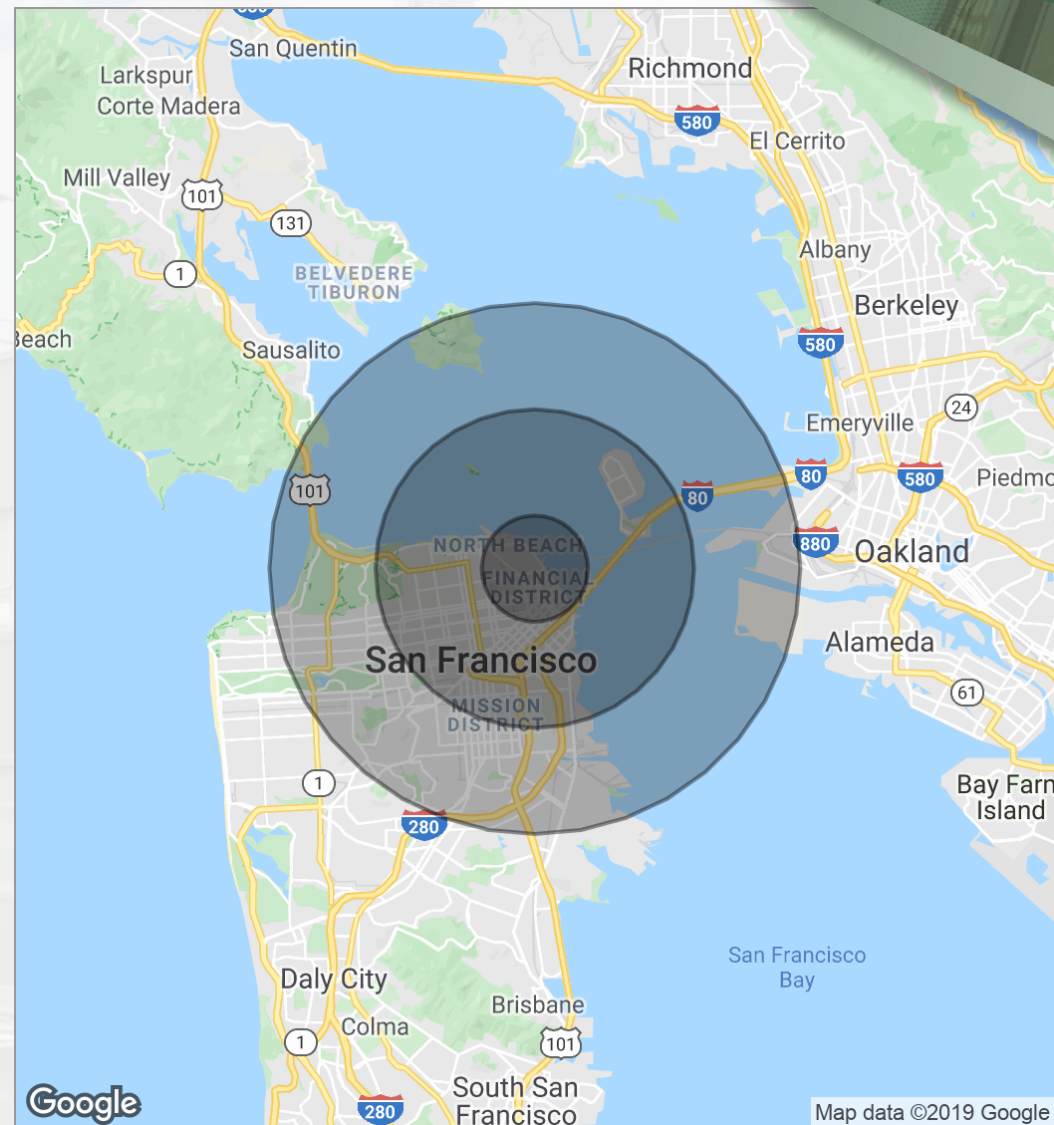 San Quentin
Larkspur
Richmond
Corte Madera
580
El Cerrito
Mill Valley
101
131
Albany
1
BELVEDERE
TIBURON
Berkeley
Beach
580
Sausalito
24
Emeryville
80
580
Piedmo
101
80
880
NORTH BEACH
Oakland
FINANCIAL
DISTRICT
Alameda
San Francisco
61
MISSION
DISTRICT
1
Bay Farm
Island
280
San Francisco
Bay
Daly City
Brisbane
Colma
1
101
South San
Francisco
Google
280
Map data ©2019 Google